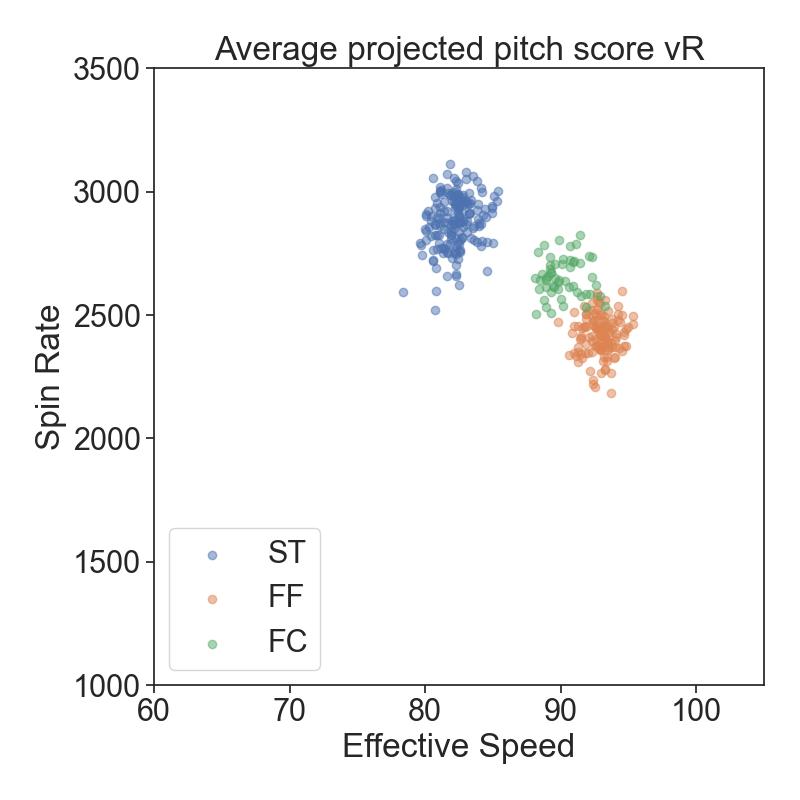 Average projected pitch score vR
3500
3000
2500
2000
1500
1000
Spin Rate
ST
FF
FC
60 70 80 90 100
Effective Speed